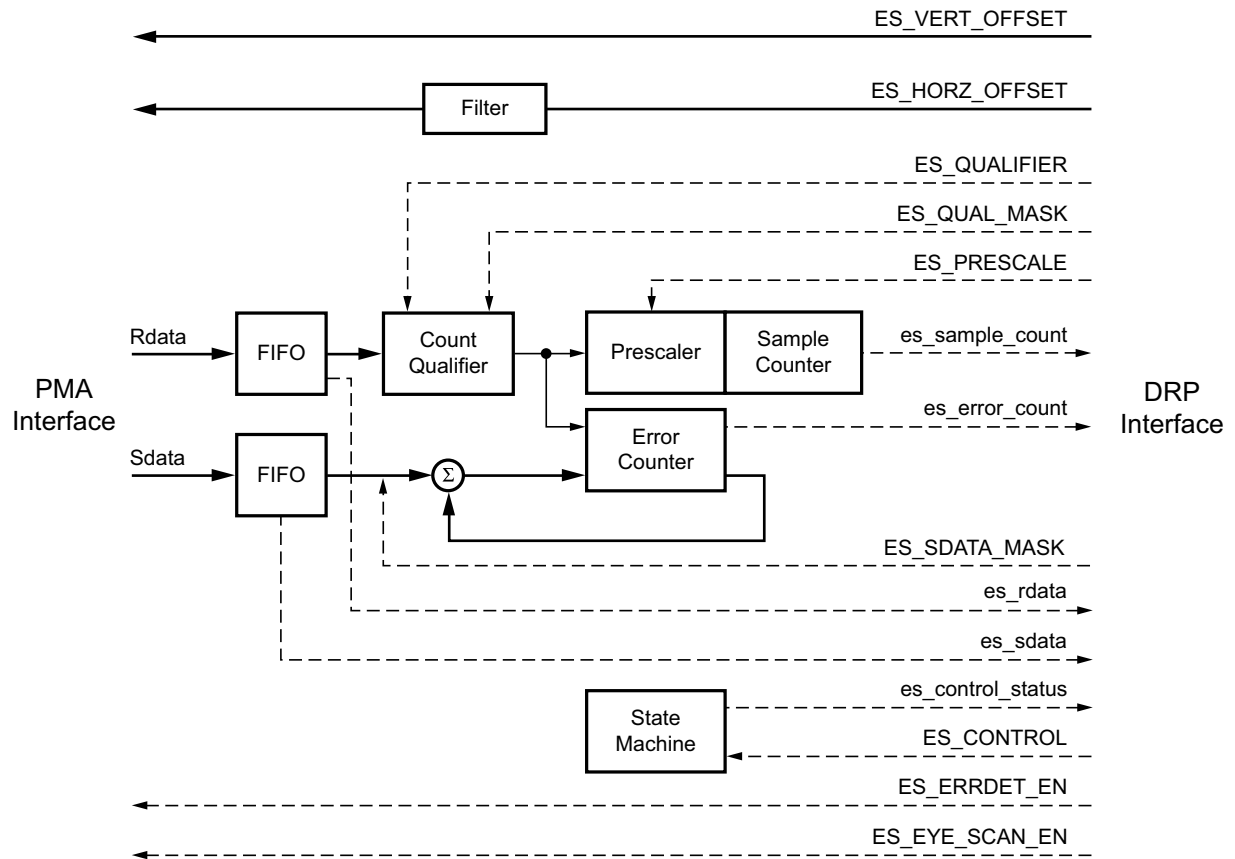 ES_VERT_OFFSET
ES_HORZ_OFFSET
Filter
ES_QUALIFIER
ES_QUAL_MASK
ES_PRESCALE
Rdata
FIFO
Count
Qualifier
Prescaler
Sample
Counter
es_sample_count
PMA
Interface
DRP
Interface
es_error_count
Error
Counter
Sdata
FIFO
Σ
ES_SDATA_MASK
es_rdata
es_sdata
es_control_status
State
Machine
ES_CONTROL
ES_ERRDET_EN
ES_EYE_SCAN_EN